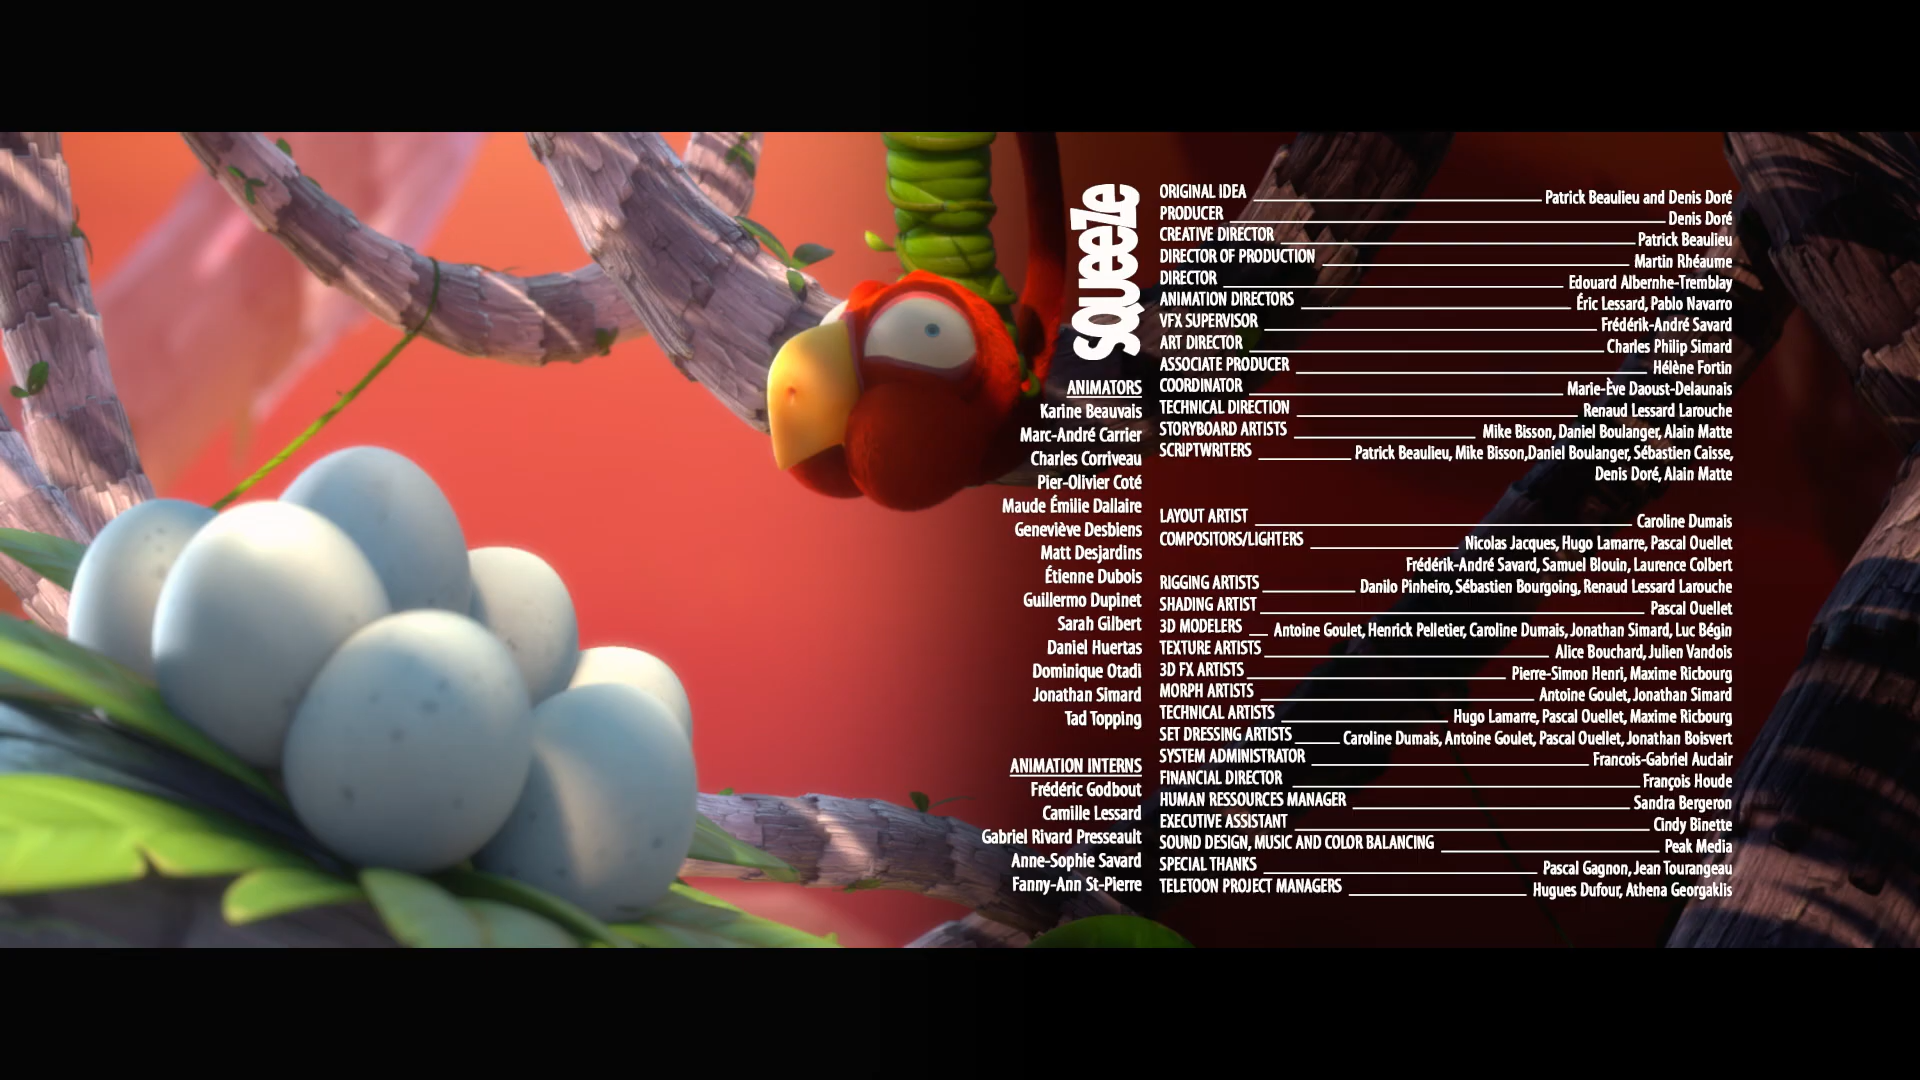 squeeze
ANIMATORS
Karine Beauvais
Marc-André Carrier
Charles Corriveau
Pier-Olivier Coté
Maude Émilie Dallaire
Geneviève Desbiens
Matt Desjardins
Étienne Dubois
Guillermo Dupinet
Sarah Gilbert
Daniel Huertas
Dominique Otadi
Jonathan Simard
Tad Topping
ANIMATION INTERNS
Frédéric Godbout
Camille Lessard
Gabriel Rivard Presseault
Anne-Sophie Savard
Fanny-Ann St-Pierre
ORIGINAL IDEA Patrick Beaulieu and Denis Doré
PRODUCER Denis Doré
CREATIVE DIRECTOR Patrick Beaulieu
DIRECTOR OF PRODUCTION Martin Rhéaume
DIRECTOR Edouard Albernhe-Tremblay
ANIMATION DIRECTORS Éric Lessard, Pablo Navarro
VFX SUPERVISOR Frédérik-André Savard
ART DIRECTOR Charles Philip Simard
ASSOCIATE PRODUCER Hélène Fortin
COORDINATOR Marie-Ève Daoust-Delaunais
TECHNICAL DIRECTION Renaud Lessard Larouche
STORYBOARD ARTISTS Mike Bisson, Daniel Boulanger, Alain Matte
SCRIPTWRITERS Patrick Beaulieu, Mike Bisson,Daniel Boulanger, Sébastien Caisse,
Denis Doré, Alain Matte
LAYOUT ARTIST Caroline Dumais
COMPOSITORS/LIGHTERS Nicolas Jacques, Hugo Lamarre, Pascal Ouellet
Frédérik-André Savard, Samuel Blouin, Laurence Colbert
RIGGING ARTISTS Danilo Pinheiro, Sébastien Bourgoing, Renaud Lessard Larouche
SHADING ARTIST Pascal Ouellet
3D MODELERS Antoine Goulet, Henrick Pelletier, Caroline Dumais, Jonathan Simard, Luc Bégin
TEXTURE ARTISTS Alice Bouchard, Julien Vandois
3D FX ARTISTS Pierre-Simon Henri, Maxime Ricbourg
MORPH ARTISTS Antoine Goulet, Jonathan Simard
TECHNICAL ARTISTS Hugo Lamarre, Pascal Ouellet, Maxime Ricbourg
SET DRESSING ARTISTS Caroline Dumais, Antoine Goulet, Pascal Ouellet, Jonathan Boisvert
SYSTEM ADMINISTRATOR Francois-Gabriel Auclair
FINANCIAL DIRECTOR François Houde
HUMAN RESSOURCES MANAGER Sandra Bergeron
EXECUTIVE ASSISTANT Cindy Binette
SOUND DESIGN, MUSIC AND COLOR BALANCING Peak Media
SPECIAL THANKS Pascal Gagnon, Jean Tourangeau
TELETOON PROJECT MANAGERS Hugues Dufour, Athena Georgaklis